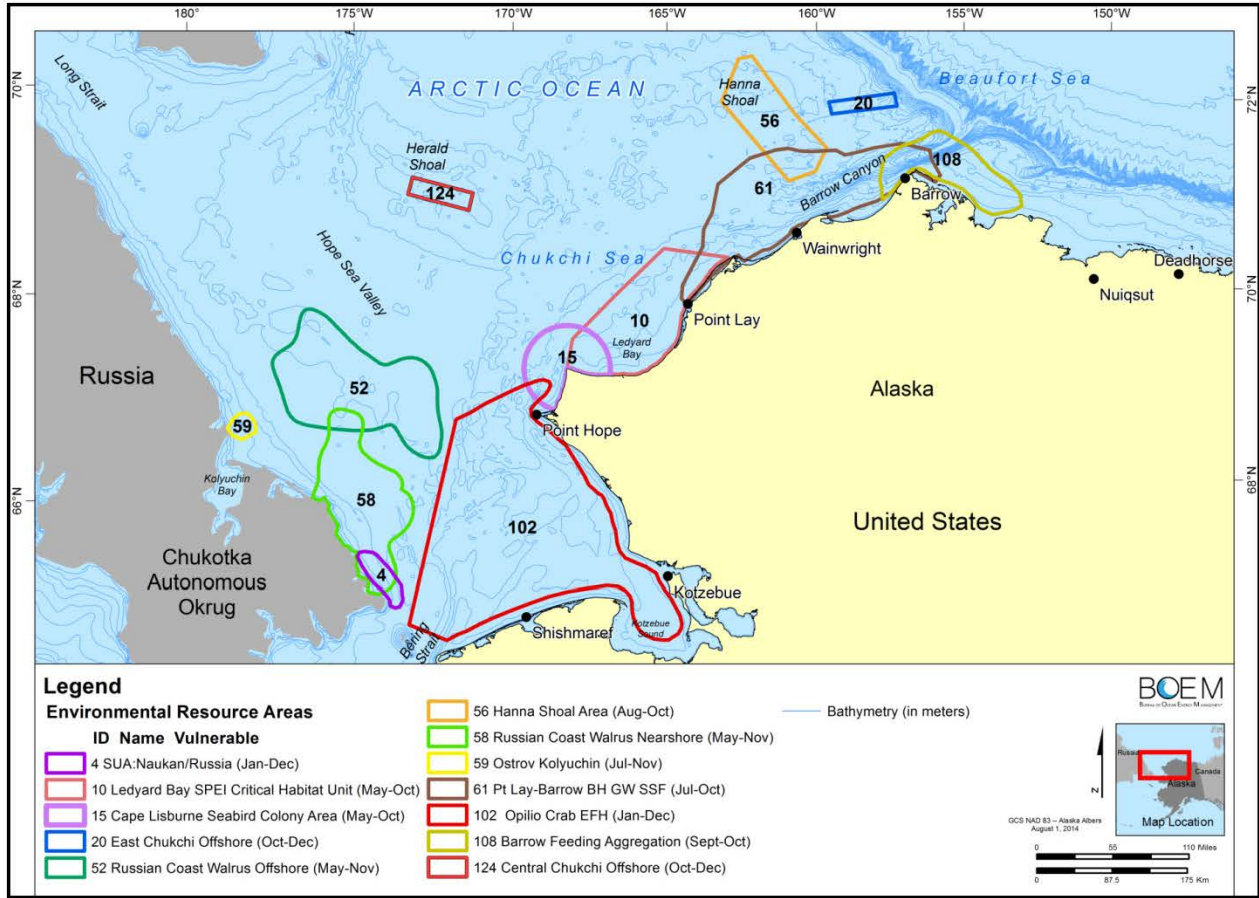 180°
175°W
170°W
165°W
160°W
155°W
150°W
70°N
68°N
66°N
72°N
70°N
68°N
Long Strait
ARCTIC OCEAN
Hanna
Shoal
Beaufort Sea
20
56
Herald
Shoal
124
61
Barrow Canyon
108
Barrow
Wainwright
Hope Sea Valley
Chukchi Sea
Deadhorse
Nuiqsut
10
Point Lay
Ledyard
Bay
15
Russia
52
Alaska
59
Point Hope
Kolyuchin
Bay
58
102
United States
Chukotka
Autonomous
Okrug
4
Kotzebue
Shishmaref
Kotzebue
Sound
Bering
Strait
Legend
Environmental Resource Areas
ID Name Vulnerable
4 SUA:Naukan/Russia (Jan-Dec)
10 Ledyard Bay SPEI Critical Habitat Unit (May-Oct)
15 Cape Lisburne Seabird Colony Area (May-Oct)
20 East Chukchi Offshore (Oct-Dec)
52 Russian Coast Walrus Offshore (May-Nov)
56 Hanna Shoal Area (Aug-Oct)
58 Russian Coast Walrus Nearshore (May-Nov)
59 Ostrov Kolyuchin (Jul-Nov)
61 Pt Lay-Barrow BH GW SSF (Jul-Oct)
102 Opilio Crab EFH (Jan-Dec)
108 Barrow Feeding Aggregation (Sept-Oct)
124 Central Chukchi Offshore (Oct-Dec)
Bathymetry (in meters)
BOEM
BUREAU OF OCEAN ENERGY MANAGEMENT
N
Russia
Canada
Alaska
Map Location
GCS NAD 83 – Alaska Albers
August 1, 2014
0 55 110 Miles
0 87.5 175 Km